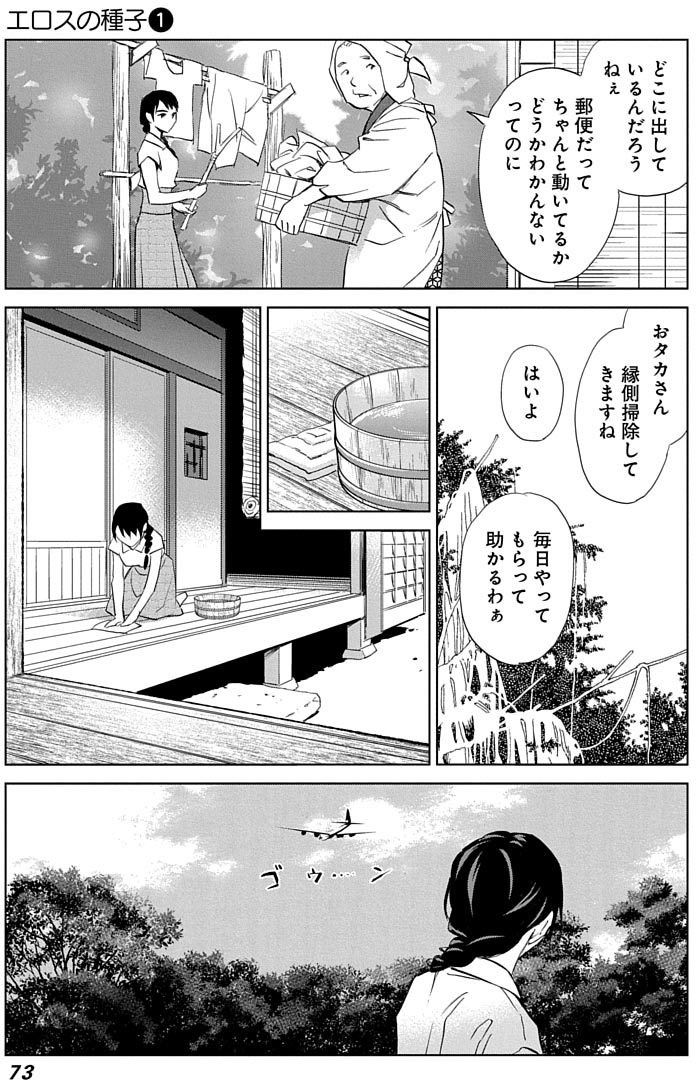 エロスの種子❶
どこに出して
いるんだろう
ねぇ
郵便だって
ちゃんと動いてるか
どうかわかんない
ってのに
おタカさん
縁側掃除して
きますね
はいよ
毎日やって
もらって
助かるわぁ
ゴゥ‥‥ン
73